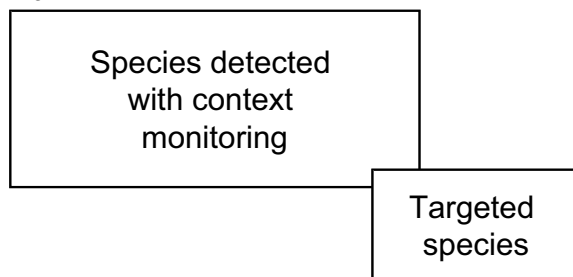 Species detected
with context
monitoring
Targeted
species